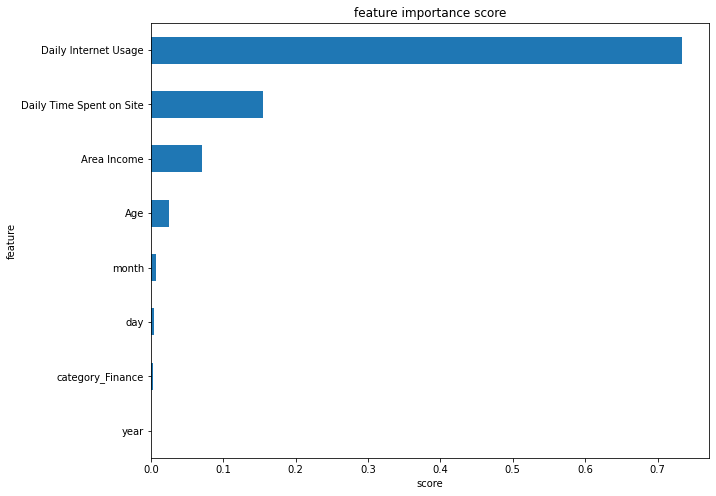 feature importance score
Daily Internet Usage
Daily Time Spent on Site
Area Income
Age
month
day
category_Finance
year
feature
0.0 0.1 0.2 0.3 0.4 0.5 0.6 0.7
score